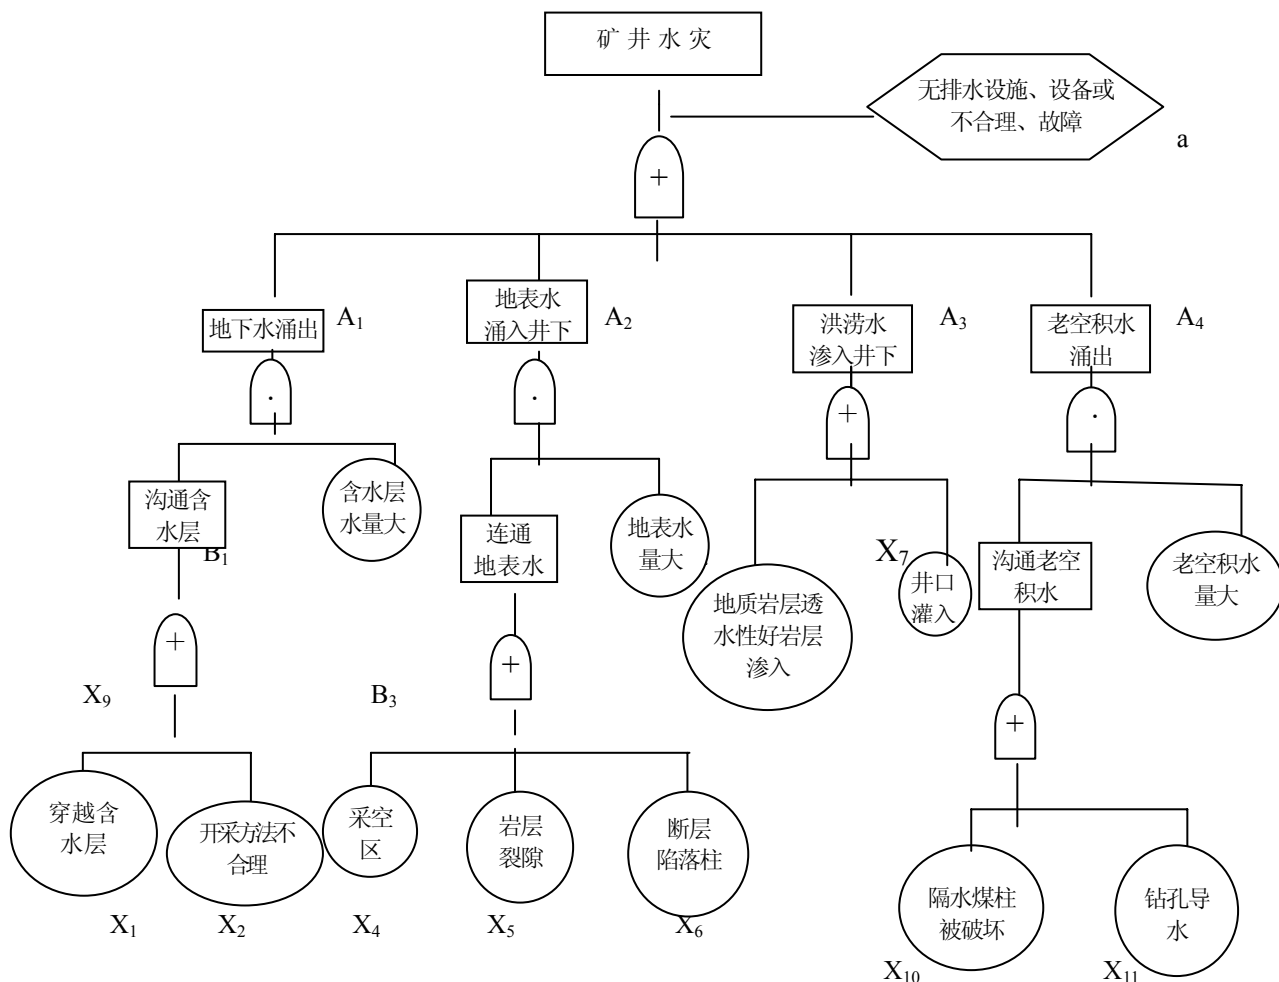 矿 井 水 灾
无排水设施、设备或
不合理、故障
a
+
地下水涌出
A1
地表水
涌入井下
A2
洪涝水
渗入井下
A3
老空积水
涌出
A4
·
·
+
·
沟通含
水层
B1
含水层
水量大
连通
地表水
地表水
量大
地质岩层透
水性好岩层
渗入
X7
井口
灌入
沟通老空
积水
老空积水
量大
+
X9
+
B3
+
穿越含
水层
X1
开采方法不
合理
X2
采空
区
X4
岩层
裂隙
X5
断层
陷落柱
X6
隔水煤柱
被破坏
X10
钻孔导
水
X11